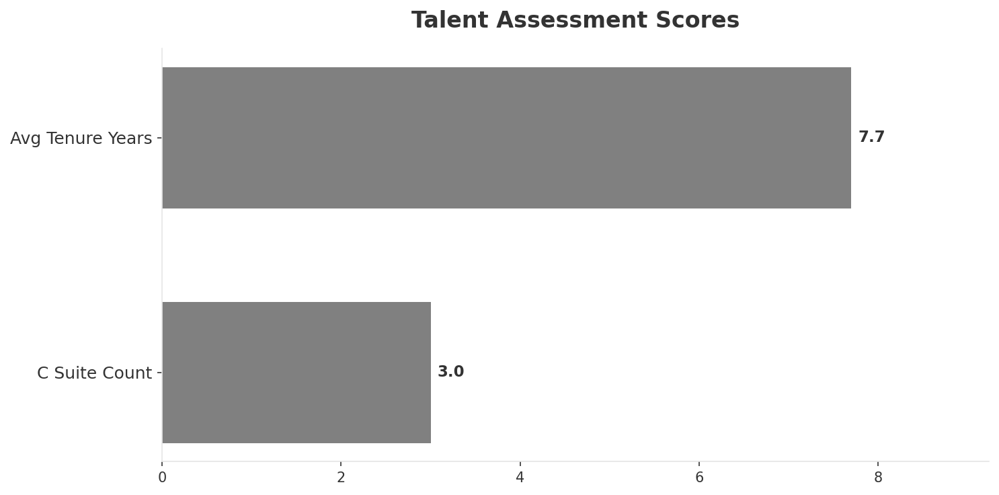 Talent Assessment Scores
Avg Tenure Years
7.7
C Suite Count
3.0
0 2 4 6 8